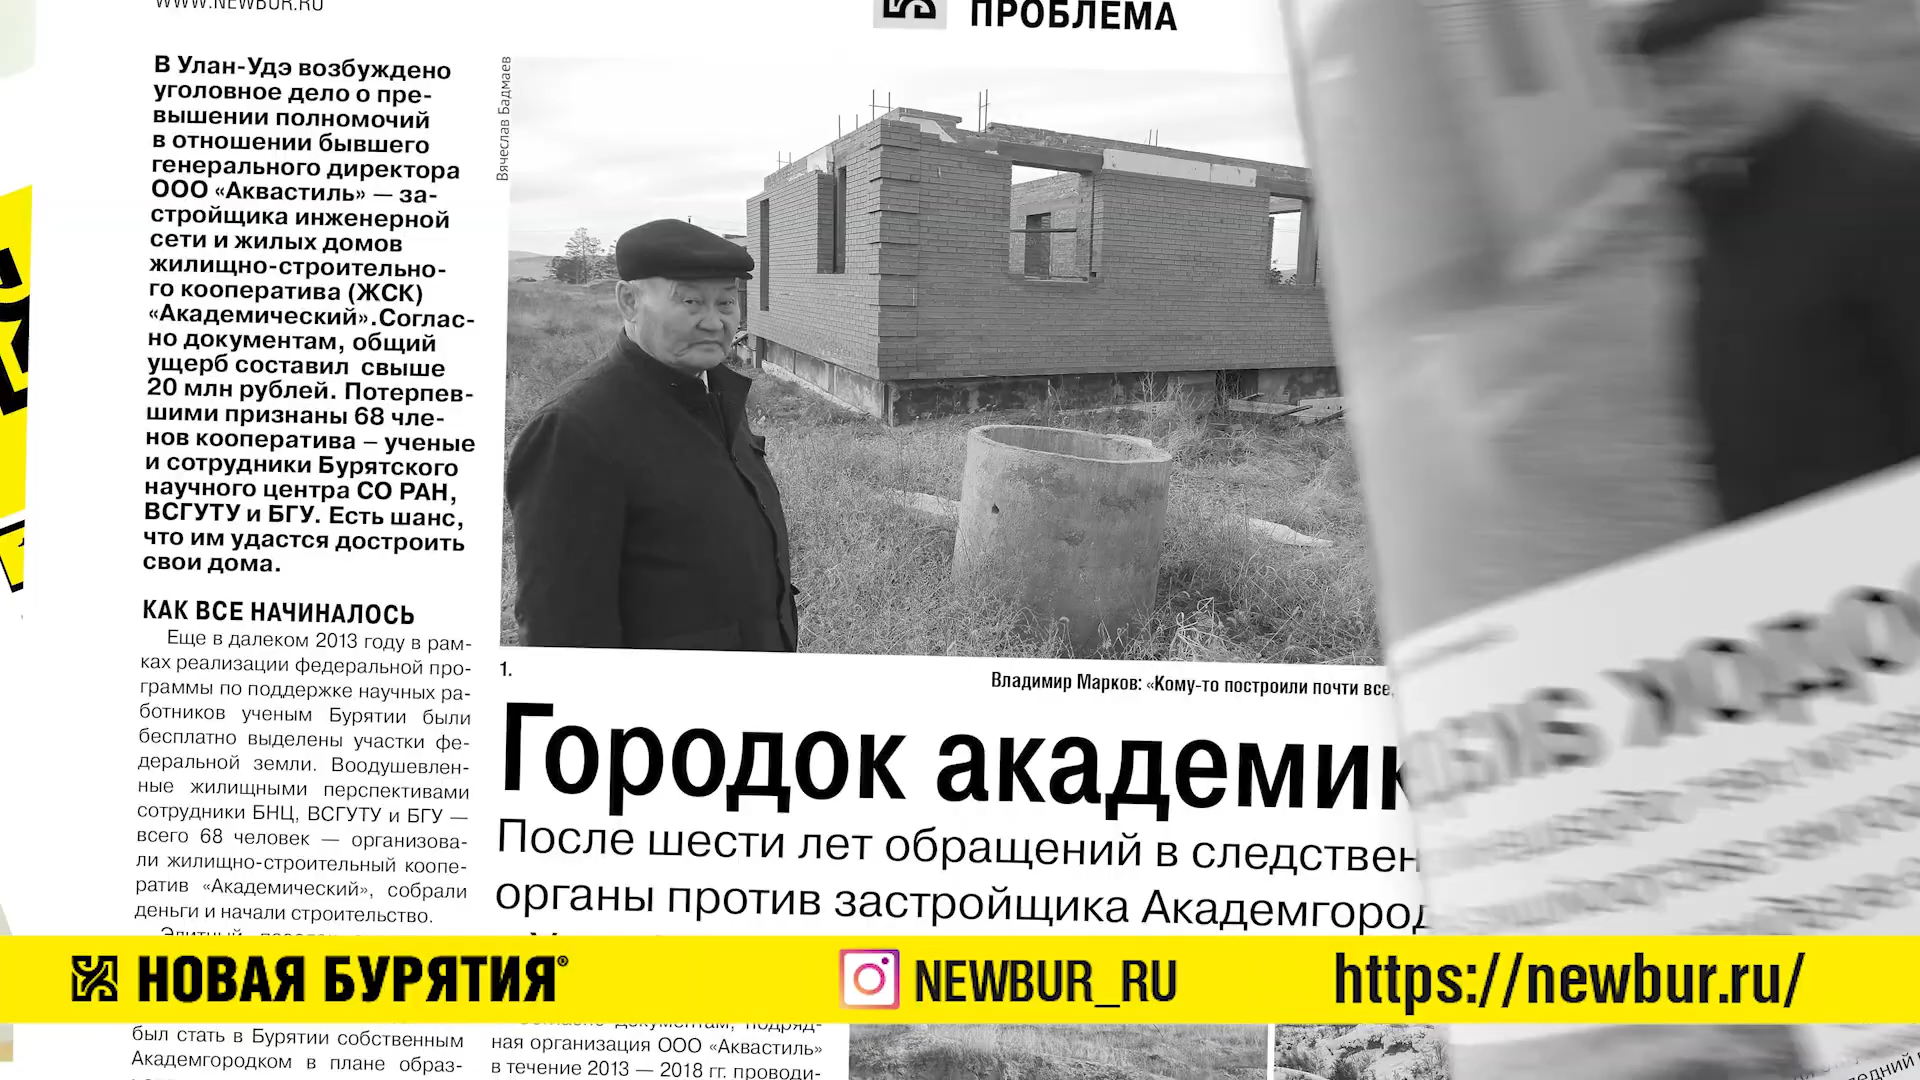 WWW.NEWBUR.RU
ПРОБЛЕМА
В Улан-Удэ возбуждено
уголовное дело о пре-
вышении полномочий
в отношении бывшего
генерального директора
ООО «Аквастиль» — за-
стройщика инженерной
сети и жилых домов
жилищно-строительно-
го кооператива (ЖСК)
«Академический».Соглас-
но документам, общий
ущерб составил свыше
20 млн рублей. Потерпев-
шими признаны 68 чле-
нов кооператива – ученые
и сотрудники Бурятского
научного центра СО РАН,
ВСГУТУ и БГУ. Есть шанс,
что им удастся достроить
свои дома.
КАК ВСЕ НАЧИНАЛОСЬ
Еще в далеком 2013 году в рам-
ках реализации федеральной про-
граммы по поддержке научных ра-
ботников ученым Бурятии были
бесплатно выделены участки фе-
деральной земли. Воодушевлен-
ные жилищными перспективами
сотрудники БНЦ, ВСГУТУ и БГУ —
всего 68 человек — организова-
ли жилищно-строительный коопе-
ратив «Академический», собрали
деньги и начали строительство.
был стать в Бурятии собственным
Академгородком в плане образ-
Вячеслав Бадмаев
1.
Владимир Марков: «Кому-то построили почти все,
Городок академик
После шести лет обращений в следствен
органы против застройщика Академгород
документам, подряд-
ная организация ООО «Аквастиль»
в течение 2013 — 2018 гг. проводи-
НОВАЯ БУРЯТИЯ®
NEWBUR_RU
https://newbur.ru/